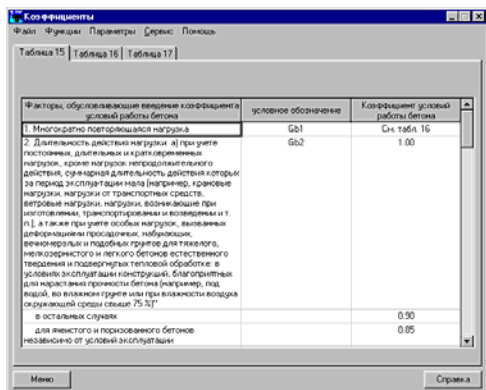 Коэффициенты
Файл Функции Параметры Сервис Помощь
Таблица 15 Таблица 16 Таблица 17
Факторы, обусловливающие введение коэффициента условное обозначение Коэффициент условий
условий работы бетона работы бетона
1. Многократно повторяющаяся нагрузка Gb1 См. табл. 16
2. Длительность действия нагрузки: а) при учете Gb2 1.00
постоянных, длительных и кратковременных
нагрузок, кроме нагрузок непродолжительного
действия, суммарная длительность действия которых
за период эксплуатации мала (например, крановые
нагрузки, нагрузки от транспортных средств,
ветровые нагрузки, нагрузки, возникающие при
изготовлении, транспортировании и возведении и т.
п.), а также при учете особых нагрузок, вызванных
деформациями просадочных, набухающих,
вечномерзлых и подобных грунтов для тяжелого,
мелкозернистого и легкого бетонов естественного
твердения и подвергнутых тепловой обработке: в
условиях эксплуатации конструкций, благоприятных
для нарастания прочности бетона (например, под
водой, во влажном грунте или при влажности воздуха
окружающей среды свыше 75 %)"
в остальных случаях 0.90
для ячеистого и поризованного бетонов 0.85
независимо от условий эксплуатации
Меню Справка